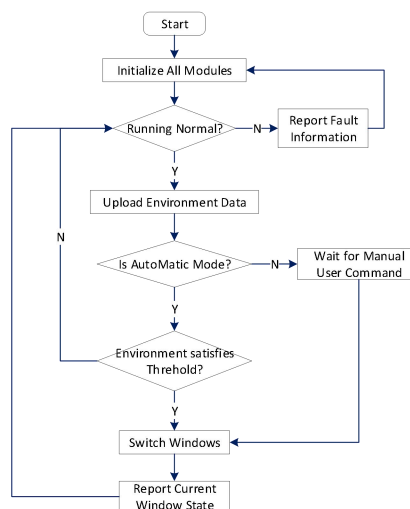 Start
Initialize All Modules
Running Normal?
N
Report Fault
Information
Y
Upload Environment Data
N
Is AutoMatic Mode?
N
Wait for Manual
User Command
Y
Environment satisfies
Threhold?
Y
Switch Windows
Report Current
Window State